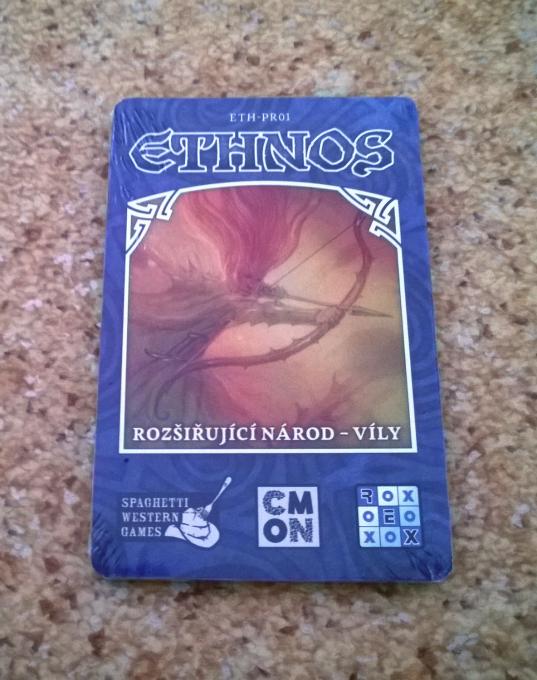 ETH-PR01
ETHNOS
ROZŠIŘUJÍCÍ NÁROD – VÍLY
SPAGHETTI
WESTERN
GAMES
CM
ON
ROX
OEO
XOX